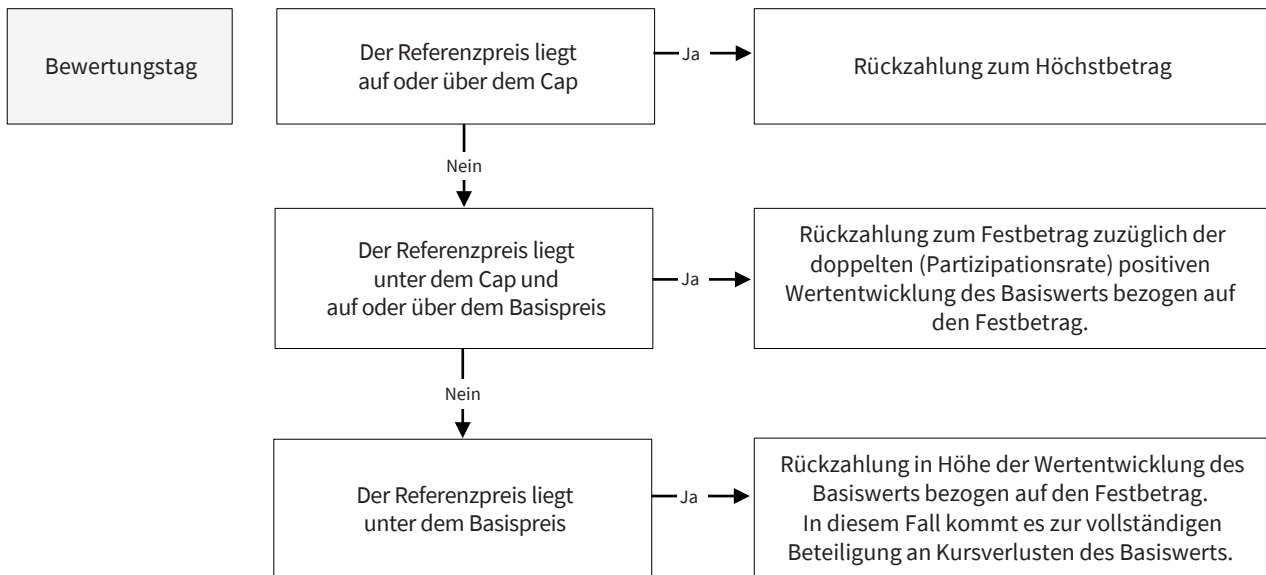 Bewertungstag
Der Referenzpreis liegt
auf oder über dem Cap
Ja
Rückzahlung zum Höchstbetrag
Nein
Der Referenzpreis liegt
unter dem Cap und
auf oder über dem Basispreis
Ja
Rückzahlung zum Festbetrag zuzüglich der
doppelten (Partizipationsrate) positiven
Wertentwicklung des Basiswerts bezogen auf
den Festbetrag.
Nein
Der Referenzpreis liegt
unter dem Basispreis
Ja
Rückzahlung in Höhe der Wertentwicklung des
Basiswerts bezogen auf den Festbetrag.
In diesem Fall kommt es zur vollständigen
Beteiligung an Kursverlusten des Basiswerts.